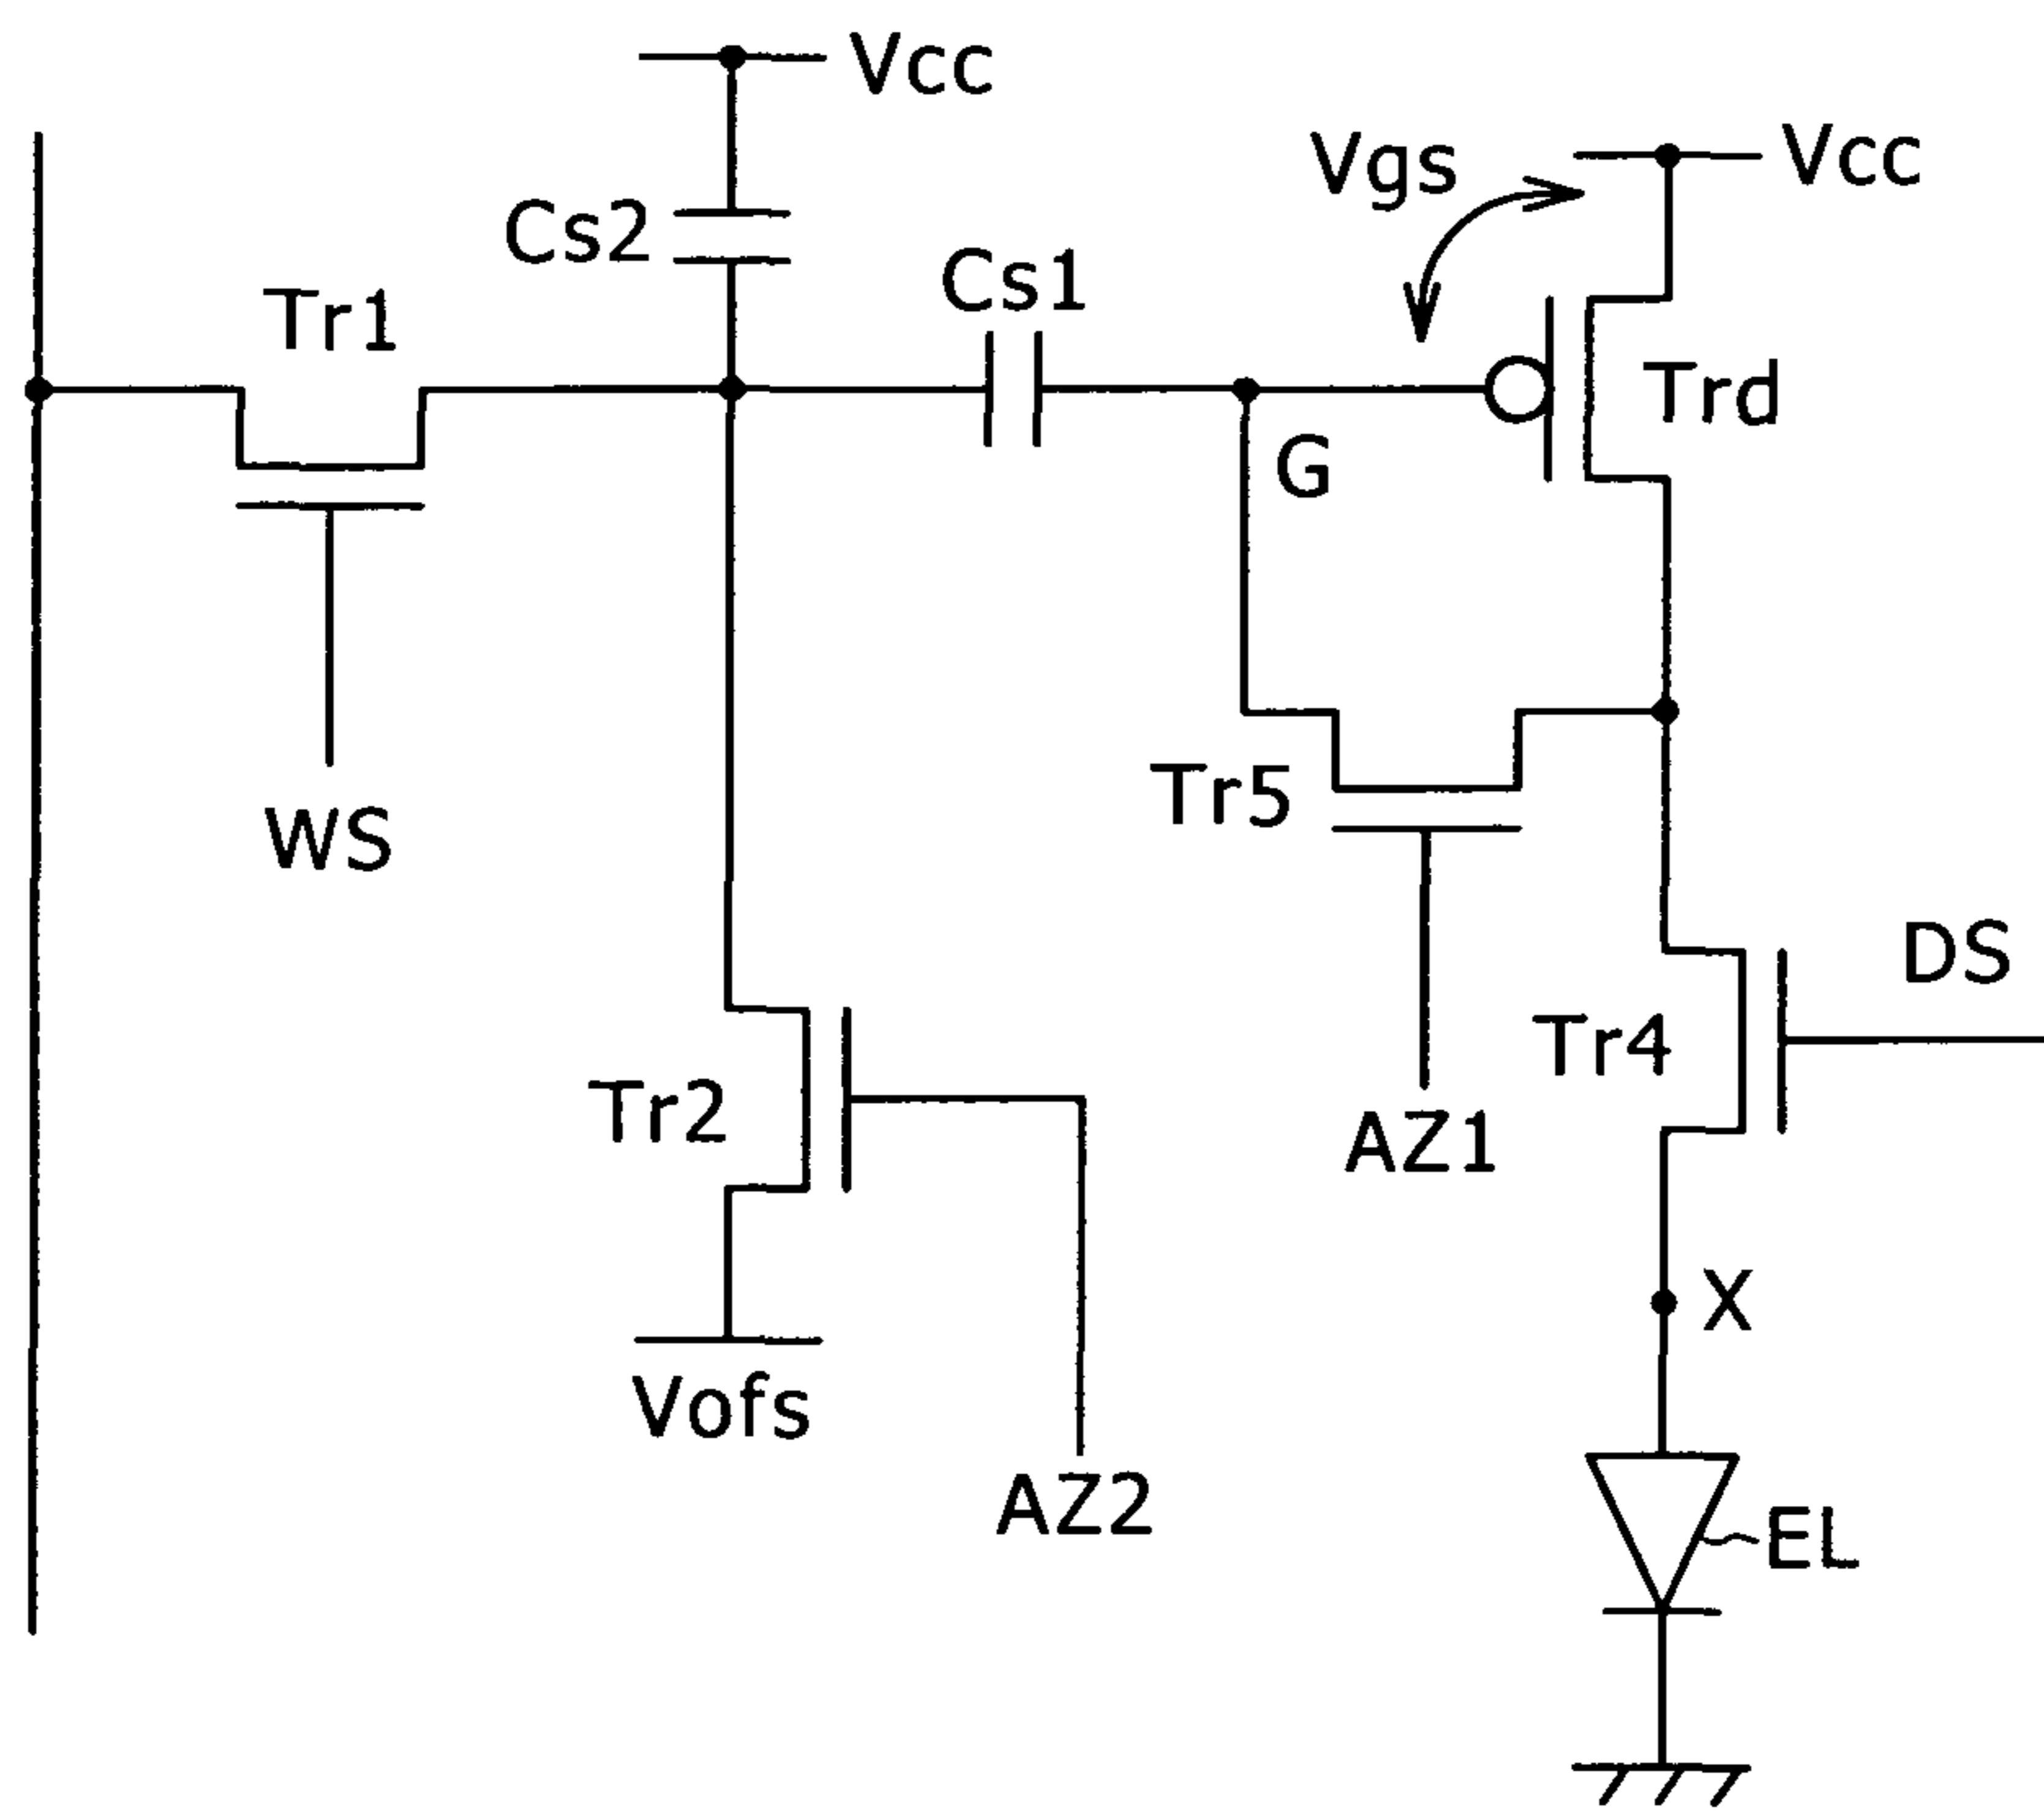 Vcc
Vgs
Vcc
Cs2
Cs1
Tr1
Trd
G
Tr5
WS
DS
Tr4
Tr2
AZ1
X
Vofs
AZ2
EL